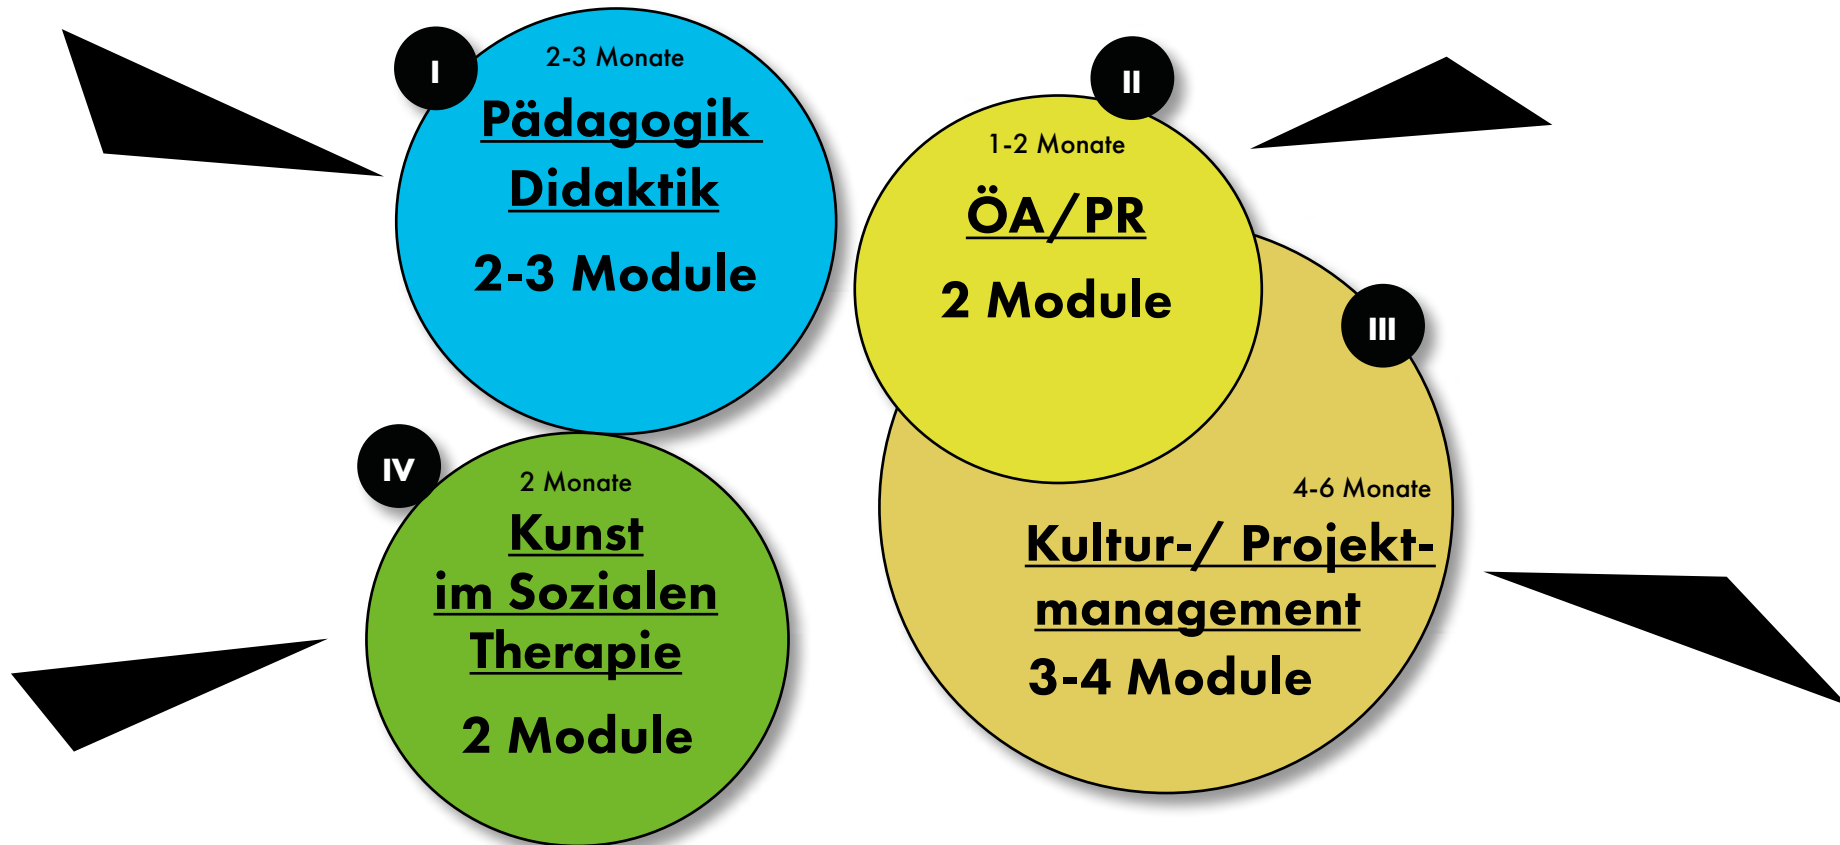 I
2-3 Monate
Pädagogik
Didaktik
2-3 Module
II
1-2 Monate
ÖA/PR
2 Module
III
4-6 Monate
Kultur-/ Projekt-
management
3-4 Module
IV
2 Monate
Kunst
im Sozialen
Therapie
2 Module